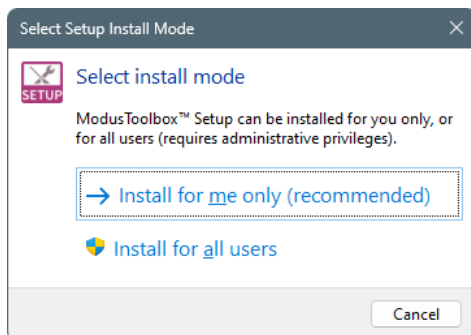 Select Setup Install Mode
SETUP
Select install mode
ModusToolbox™ Setup can be installed for you only, or
for all users (requires administrative privileges).
Install for me only (recommended)
Install for all users
Cancel